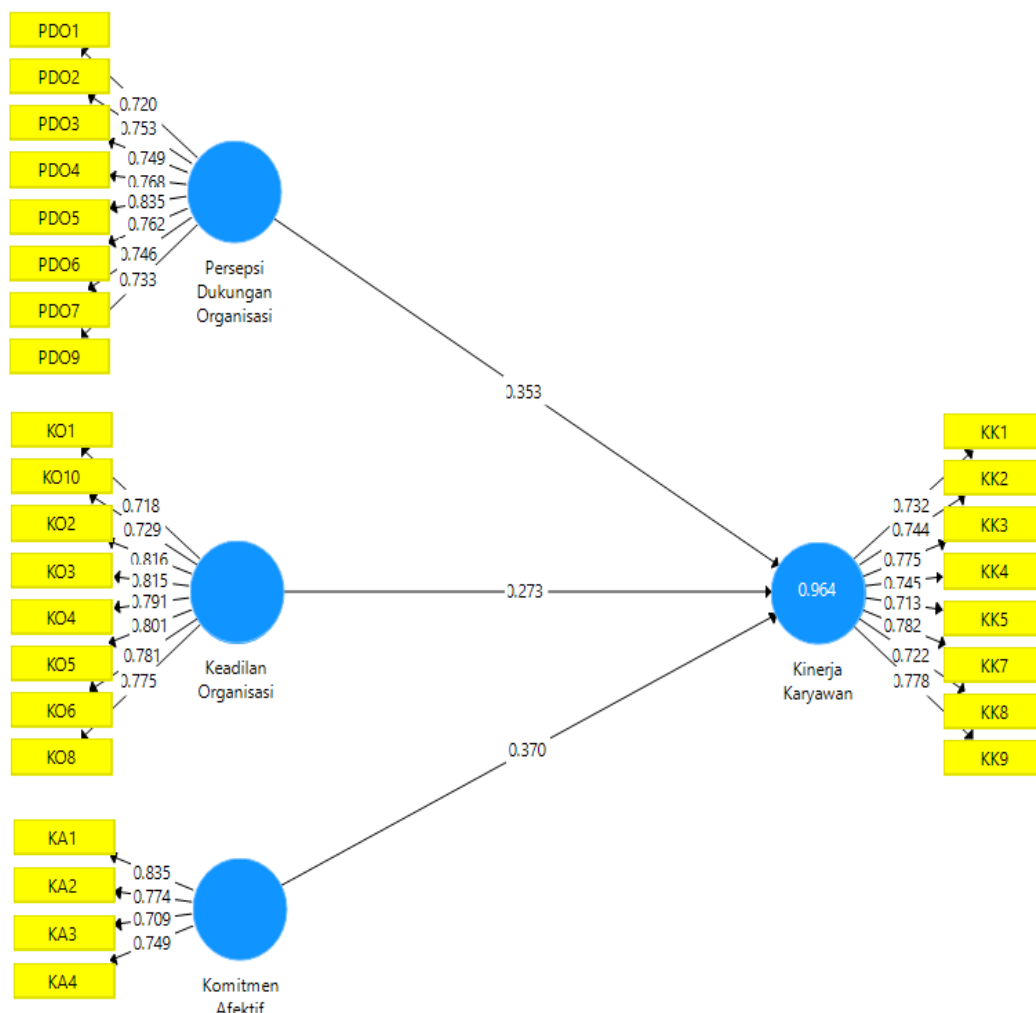 PDO1
PDO2
PDO3
PDO4
PDO5
PDO6
PDO7
PDO9
0.720
0.753
0.749
0.768
0.835
0.762
0.746
0.733
Persepsi
Dukungan
Organisasi
0.353
KO1
KO10
KO2
KO3
KO4
KO5
KO6
KO8
0.718
0.729
0.816
0.815
0.791
0.801
0.781
0.775
Keadilan
Organisasi
0.273
KA1
KA2
KA3
KA4
0.835
0.774
0.709
0.749
Komitmen
Afektif
0.370
0.964
Kinerja
Karyawan
0.732
0.744
0.775
0.745
0.713
0.782
0.722
0.778
KK1
KK2
KK3
KK4
KK5
KK7
KK8
KK9